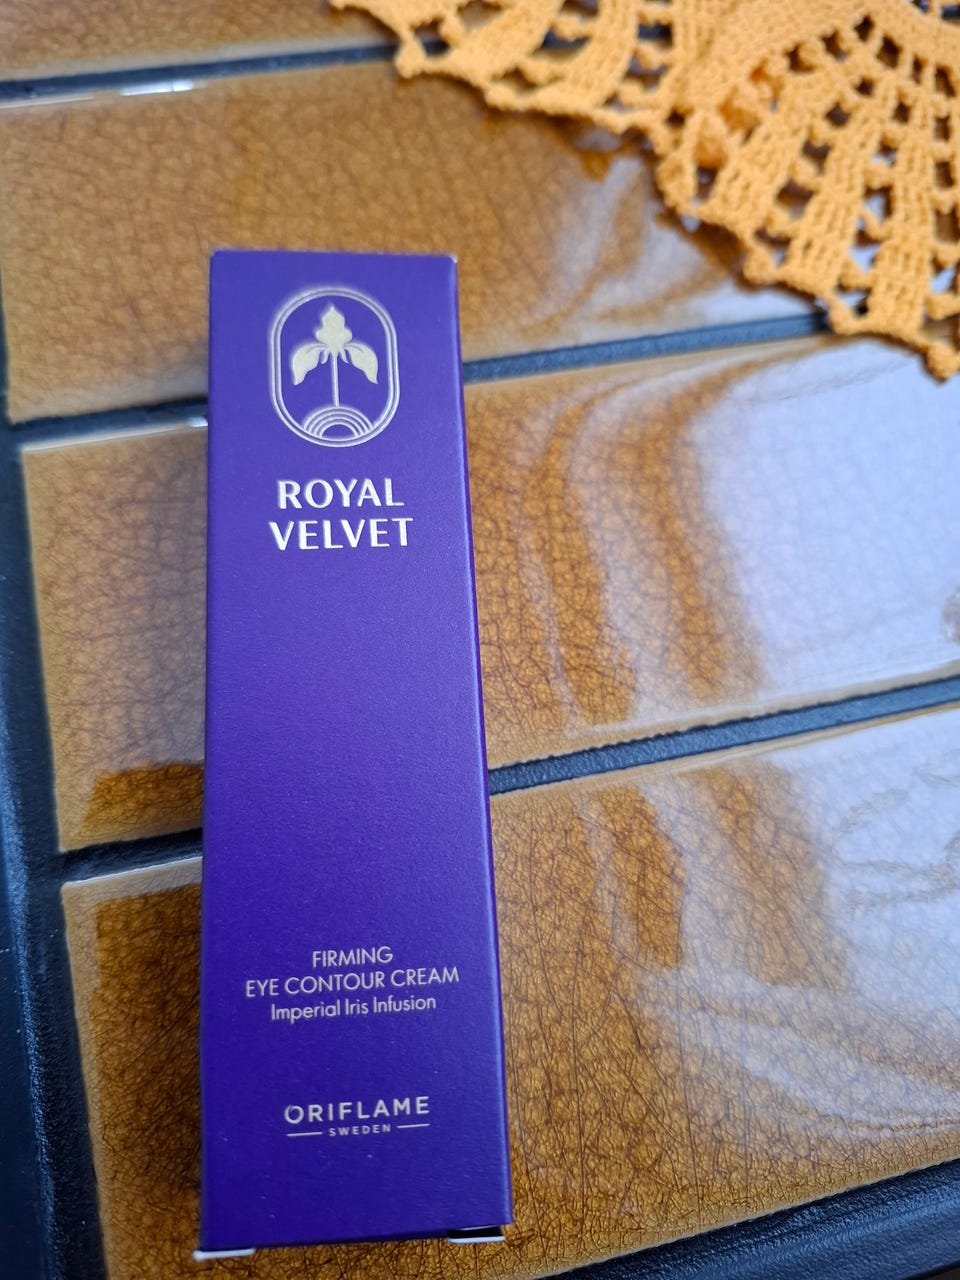 ROYAL
VELVET
FIRMING
EYE CONTOUR CREAM
Imperial Iris Infusion
ORIFLAME
SWEDEN